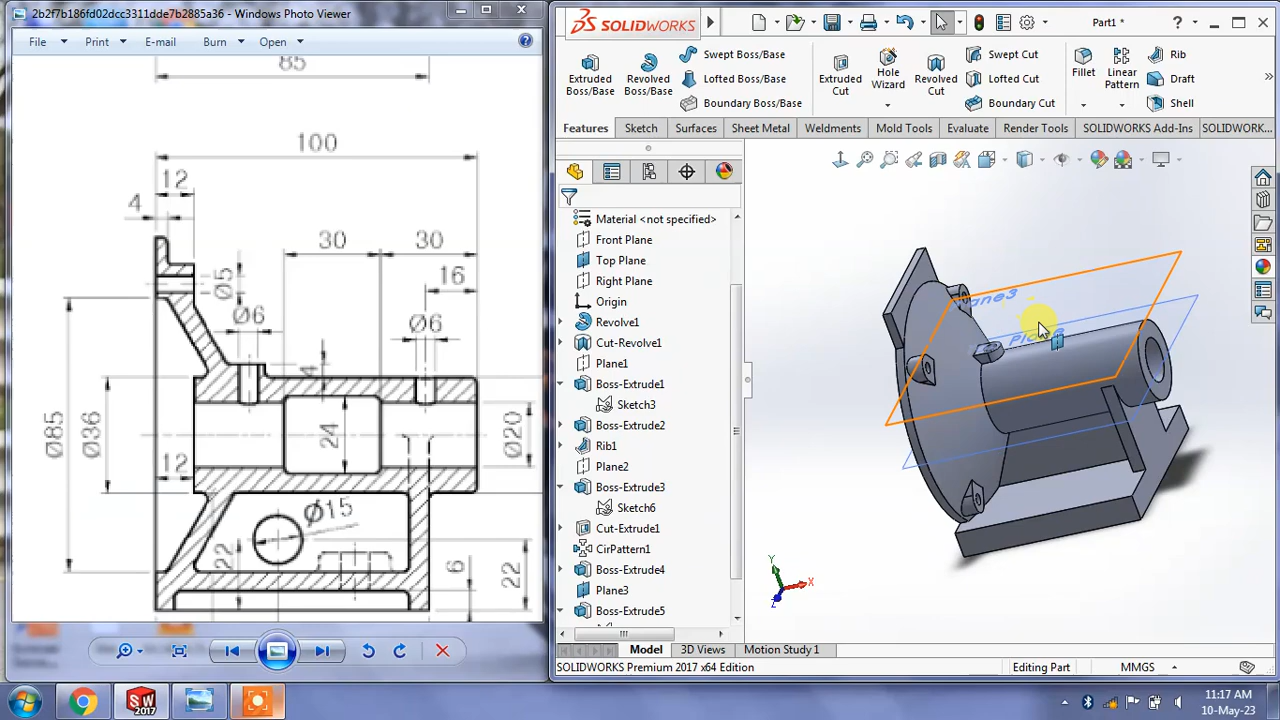 2b2f7b186fd02dcc3311dde7b2885a36 - Windows Photo Viewer
File Print E-mail Burn Open
85
100
12
4
30 30
16
Ø5
Ø6
Ø6
4
Ø85
Ø36
24
Ø20
12
Ø15
22
6
22
SOLIDWORKS
Part1 *
Extruded Boss/Base
Revolved Boss/Base
Swept Boss/Base
Lofted Boss/Base
Boundary Boss/Base
Extruded Cut
Hole Wizard
Revolved Cut
Swept Cut
Lofted Cut
Boundary Cut
Fillet
Linear Pattern
Rib
Draft
Shell
Features Sketch Surfaces Sheet Metal Weldments Mold Tools Evaluate Render Tools SOLIDWORKS Add-Ins SOLIDWORK...
Material <not specified>
Front Plane
Top Plane
Right Plane
Origin
Revolve1
Cut-Revolve1
Plane1
Boss-Extrude1
Sketch3
Boss-Extrude2
Rib1
Plane2
Boss-Extrude3
Sketch6
Cut-Extrude1
CirPattern1
Boss-Extrude4
Plane3
Boss-Extrude5
Plane3
Y
X
Z
Model 3D Views Motion Study 1
SOLIDWORKS Premium 2017 x64 Edition
Editing Part MMGS
SW 2017
11:17 AM
10-May-23